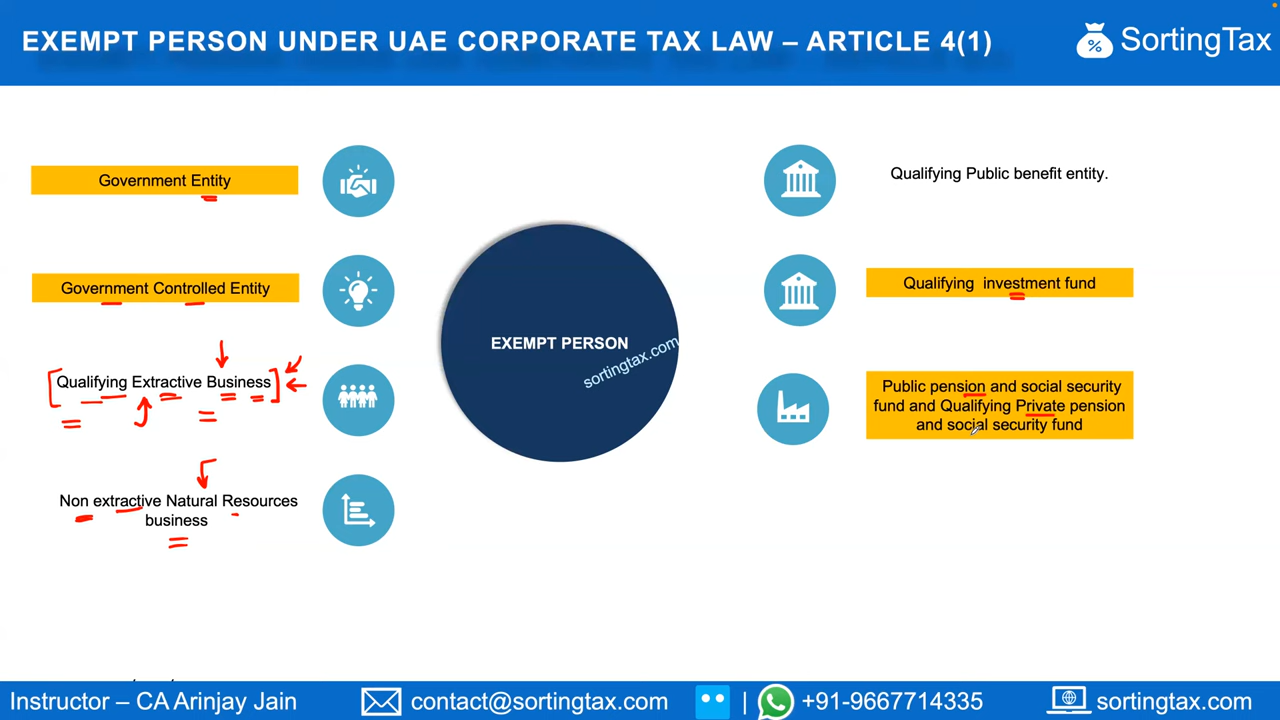 EXEMPT PERSON UNDER UAE CORPORATE TAX LAW – ARTICLE 4(1)
% SortingTax
Government Entity
Government Controlled Entity
Qualifying Extractive Business
Non extractive Natural Resources
business
EXEMPT PERSON
sortingtax.com
Qualifying Public benefit entity.
Qualifying investment fund
Public pension and social security
fund and Qualifying Private pension
and social security fund
Instructor – CA Arinjay Jain
contact@sortingtax.com
| +91-9667714335
sortingtax.com